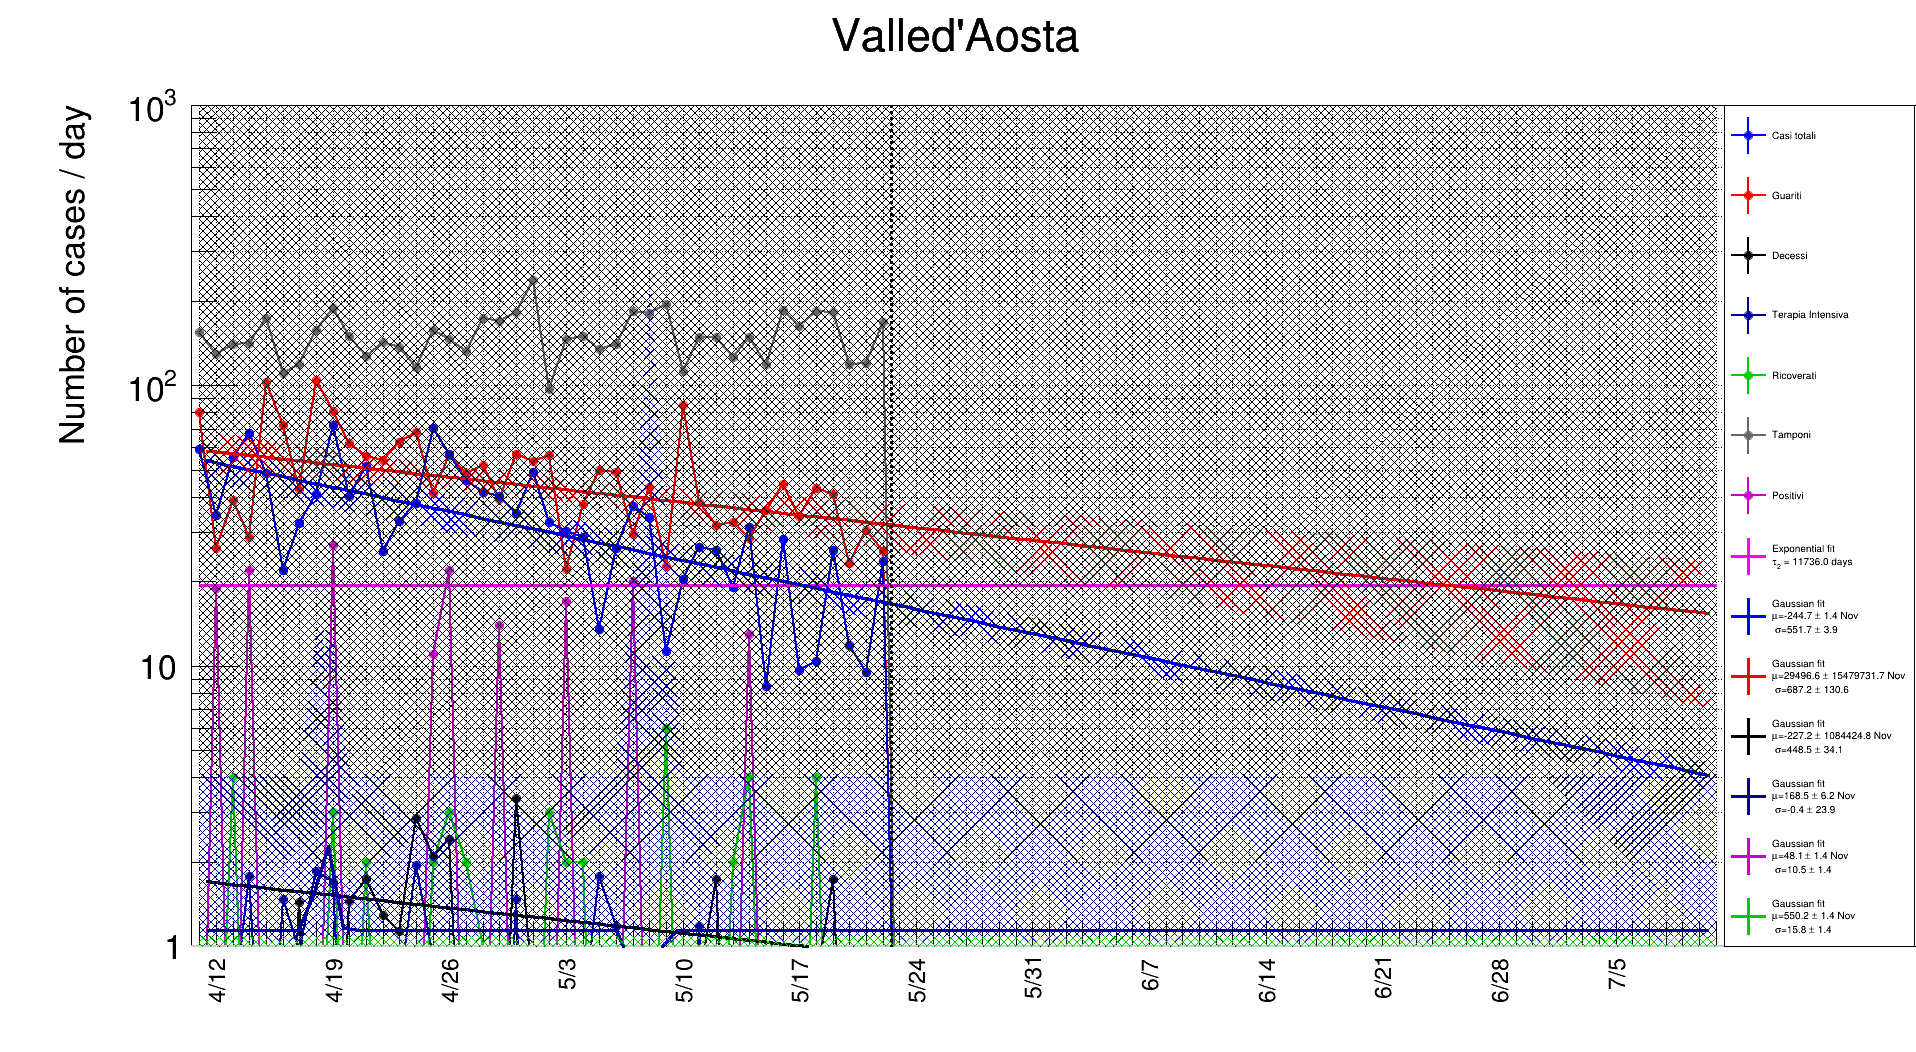 Valled'Aosta
Number of cases / day
10³
10²
10
1
4/12
4/19
4/26
5/3
5/10
5/17
5/24
5/31
6/7
6/14
6/21
6/28
7/5
Casi totali
Guariti
Decessi
Terapia Intensiva
Ricoverati
Tamponi
Positivi
Exponential fit
τ₂ = 11736.0 days
Gaussian fit
μ=-244.7 ± 1.4 Nov
σ=551.7 ± 3.9
Gaussian fit
μ=29496.6 ± 15479731.7 Nov
σ=687.2 ± 130.6
Gaussian fit
μ=-227.2 ± 1084424.8 Nov
σ=448.5 ± 34.1
Gaussian fit
μ=168.5 ± 6.2 Nov
σ=-0.4 ± 23.9
Gaussian fit
μ=48.1 ± 1.4 Nov
σ=10.5 ± 1.4
Gaussian fit
μ=550.2 ± 1.4 Nov
σ=15.8 ± 1.4